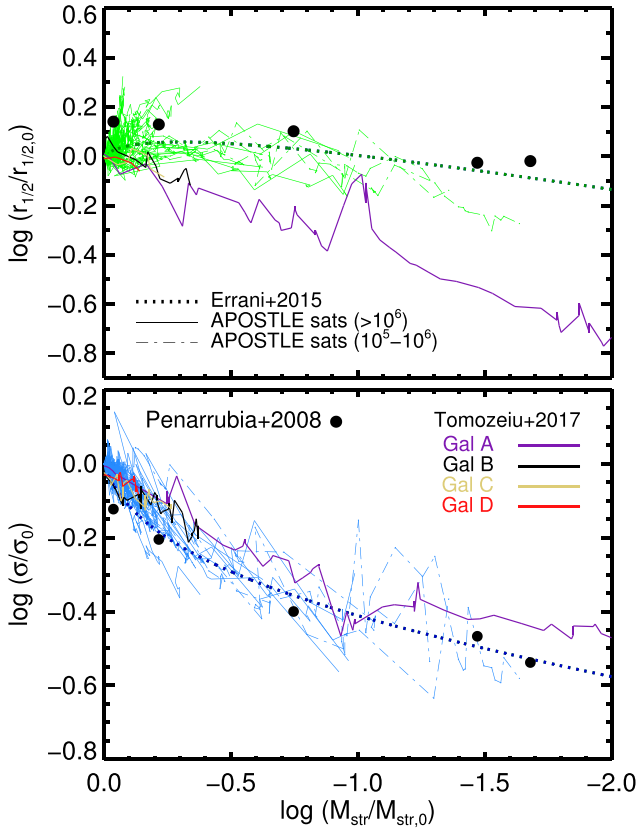 0.6
0.4
0.2
0.0
−0.2
−0.4
−0.6
−0.8
log (r1/2/r1/2,0)
Errani+2015
APOSTLE sats (>10^6)
APOSTLE sats (10^5−10^6)
0.2
0.0
−0.2
−0.4
−0.6
−0.8
log (σ/σ0)
Penarrubia+2008
Tomozeiu+2017
Gal A
Gal B
Gal C
Gal D
0.0 −0.5 −1.0 −1.5 −2.0
log (Mstr/Mstr,0)